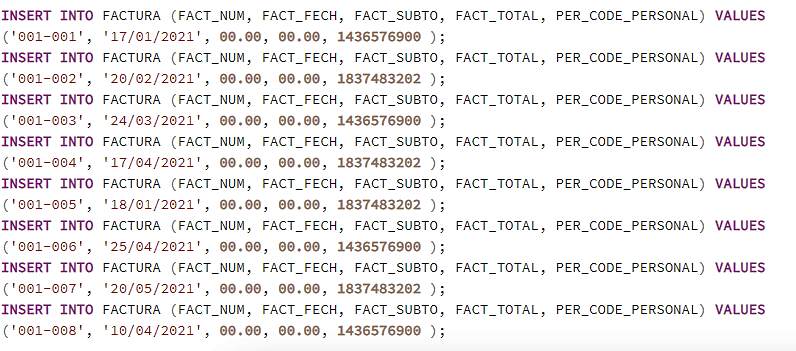 INSERT INTO FACTURA (FACT_NUM, FACT_FECH, FACT_SUBTO, FACT_TOTAL, PER_CODE_PERSONAL) VALUES
('001-001', '17/01/2021', 00.00, 00.00, 1436576900 );
INSERT INTO FACTURA (FACT_NUM, FACT_FECH, FACT_SUBTO, FACT_TOTAL, PER_CODE_PERSONAL) VALUES
('001-002', '20/02/2021', 00.00, 00.00, 1837483202 );
INSERT INTO FACTURA (FACT_NUM, FACT_FECH, FACT_SUBTO, FACT_TOTAL, PER_CODE_PERSONAL) VALUES
('001-003', '24/03/2021', 00.00, 00.00, 1436576900 );
INSERT INTO FACTURA (FACT_NUM, FACT_FECH, FACT_SUBTO, FACT_TOTAL, PER_CODE_PERSONAL) VALUES
('001-004', '17/04/2021', 00.00, 00.00, 1837483202 );
INSERT INTO FACTURA (FACT_NUM, FACT_FECH, FACT_SUBTO, FACT_TOTAL, PER_CODE_PERSONAL) VALUES
('001-005', '18/01/2021', 00.00, 00.00, 1837483202 );
INSERT INTO FACTURA (FACT_NUM, FACT_FECH, FACT_SUBTO, FACT_TOTAL, PER_CODE_PERSONAL) VALUES
('001-006', '25/04/2021', 00.00, 00.00, 1436576900 );
INSERT INTO FACTURA (FACT_NUM, FACT_FECH, FACT_SUBTO, FACT_TOTAL, PER_CODE_PERSONAL) VALUES
('001-007', '20/05/2021', 00.00, 00.00, 1837483202 );
INSERT INTO FACTURA (FACT_NUM, FACT_FECH, FACT_SUBTO, FACT_TOTAL, PER_CODE_PERSONAL) VALUES
('001-008', '10/04/2021', 00.00, 00.00, 1436576900 );